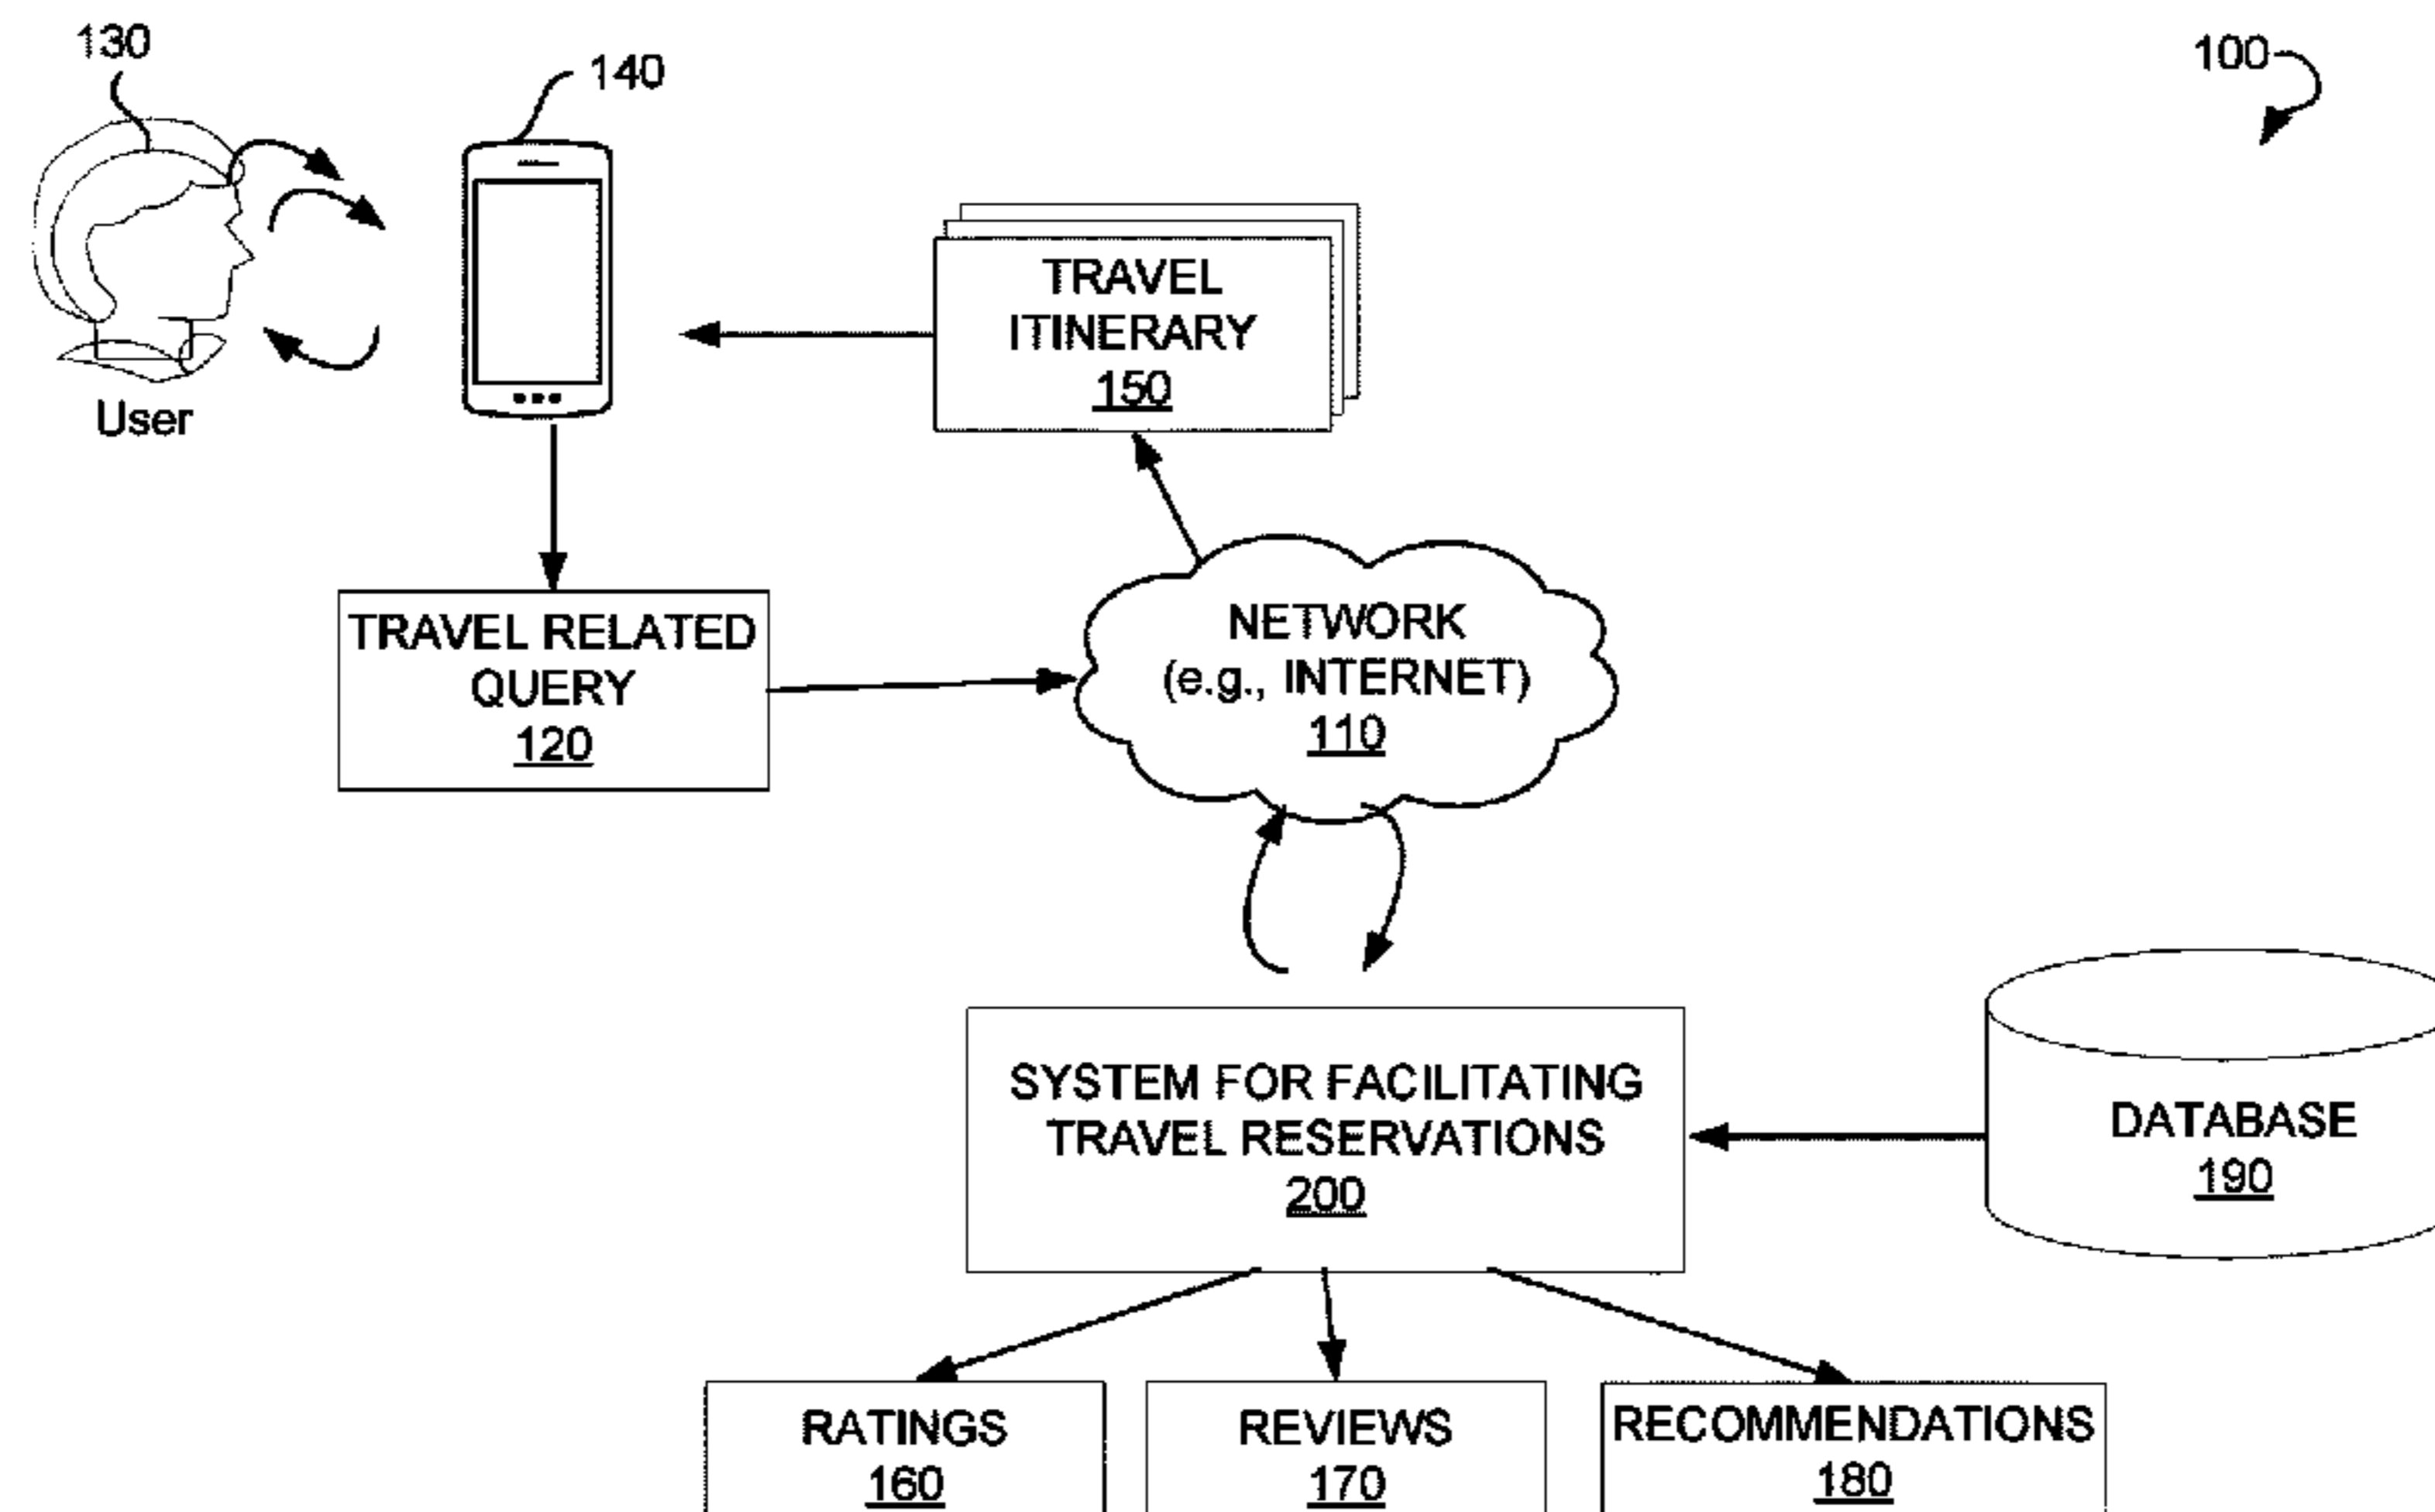 130
140
100
User
TRAVEL
ITINERARY
150
TRAVEL RELATED
QUERY
120
NETWORK
(e.g., INTERNET)
110
SYSTEM FOR FACILITATING
TRAVEL RESERVATIONS
200
DATABASE
190
RATINGS
160
REVIEWS
170
RECOMMENDATIONS
180